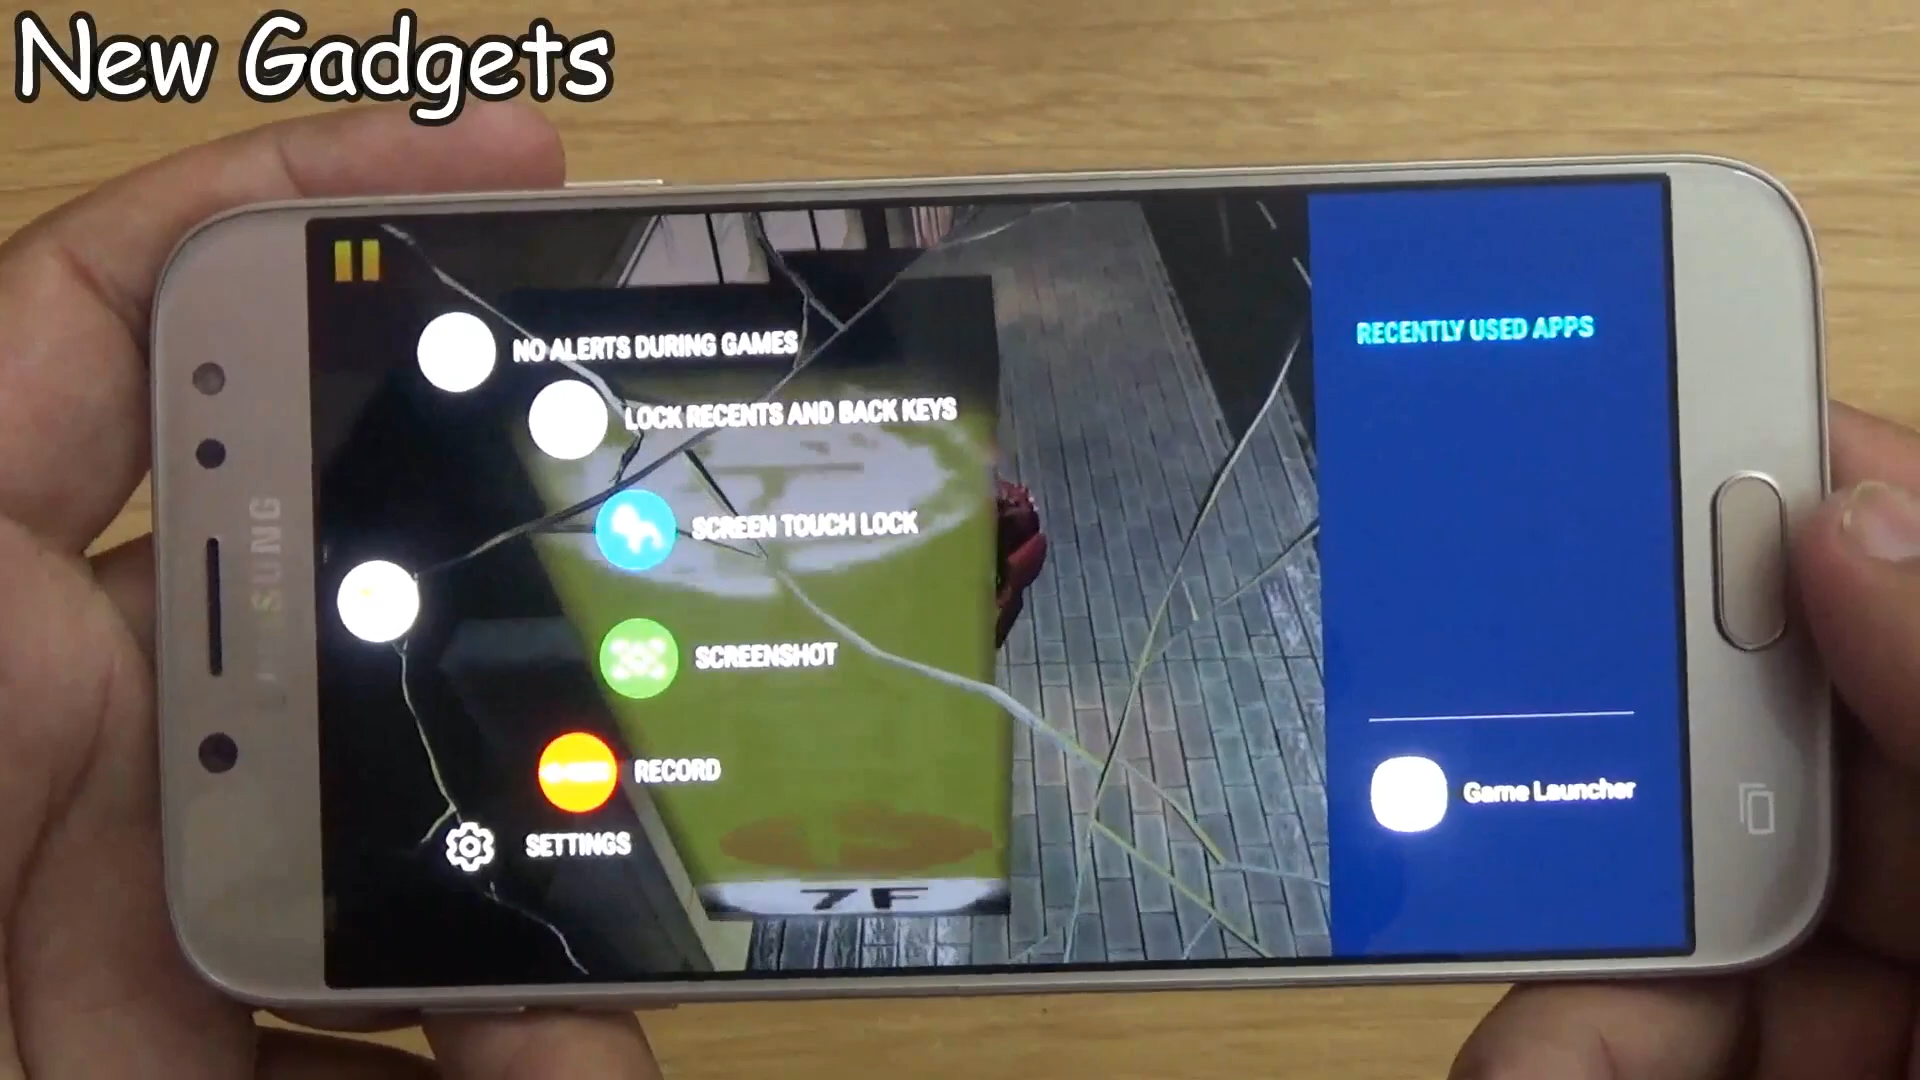 New Gadgets
NO ALERTS DURING GAMES
LOCK RECENTS AND BACK KEYS
SCREEN TOUCH LOCK
SCREENSHOT
RECORD
SETTINGS
RECENTLY USED APPS
Game Launcher
7F
SAMSUNG